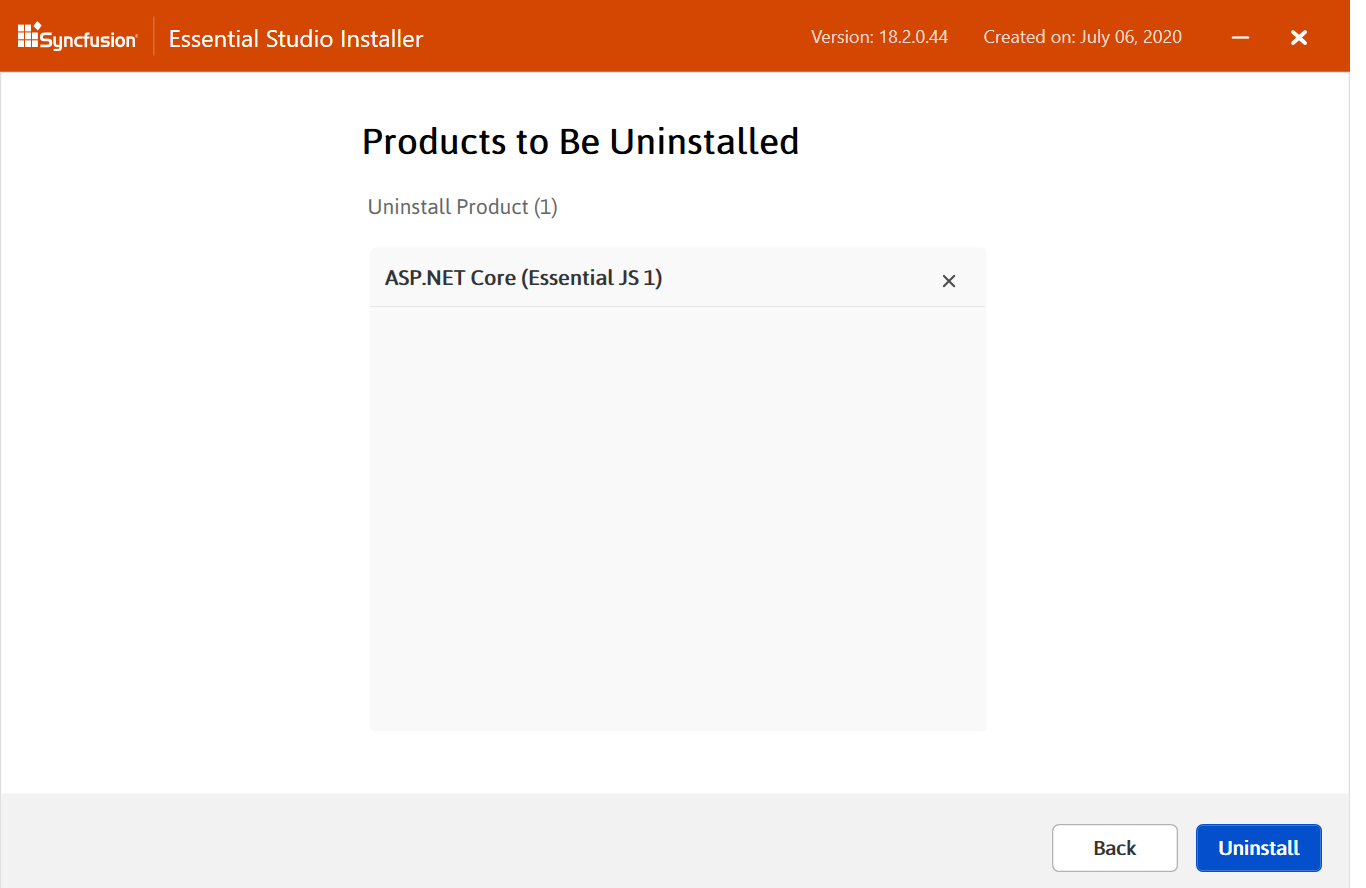 Syncfusion Essential Studio Installer Version: 18.2.0.44 Created on: July 06, 2020
Products to Be Uninstalled
Uninstall Product (1)
ASP.NET Core (Essential JS 1)
Back Uninstall